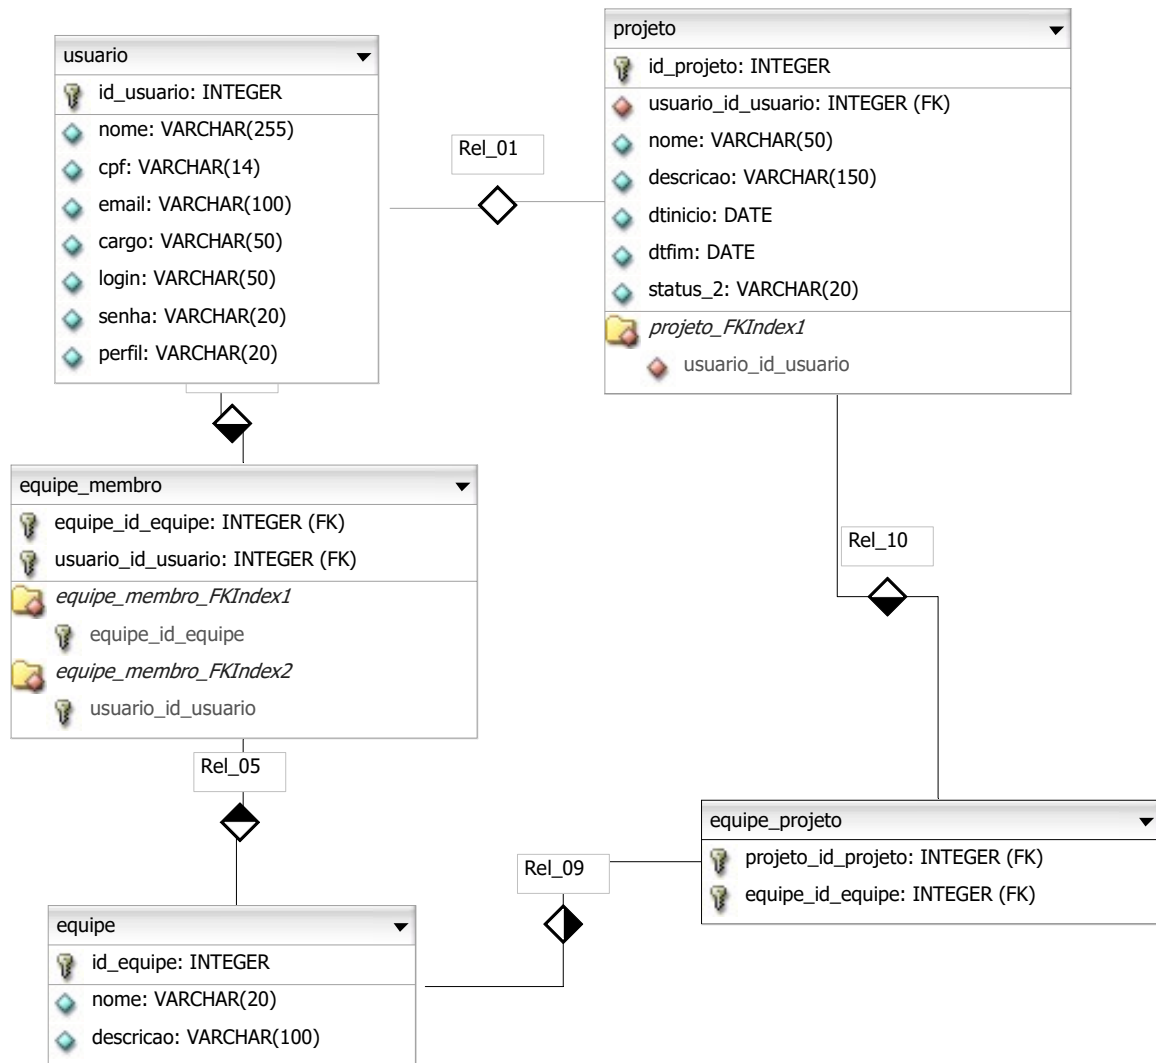 usuario
id_usuario: INTEGER
nome: VARCHAR(255)
cpf: VARCHAR(14)
email: VARCHAR(100)
cargo: VARCHAR(50)
login: VARCHAR(50)
senha: VARCHAR(20)
perfil: VARCHAR(20)
Rel_01
projeto
id_projeto: INTEGER
usuario_id_usuario: INTEGER (FK)
nome: VARCHAR(50)
descricao: VARCHAR(150)
dtinicio: DATE
dtfim: DATE
status_2: VARCHAR(20)
projeto_FKIndex1
usuario_id_usuario
equipe_membro
equipe_id_equipe: INTEGER (FK)
usuario_id_usuario: INTEGER (FK)
equipe_membro_FKIndex1
equipe_id_equipe
equipe_membro_FKIndex2
usuario_id_usuario
Rel_10
Rel_05
equipe_projeto
projeto_id_projeto: INTEGER (FK)
equipe_id_equipe: INTEGER (FK)
Rel_09
equipe
id_equipe: INTEGER
nome: VARCHAR(20)
descricao: VARCHAR(100)